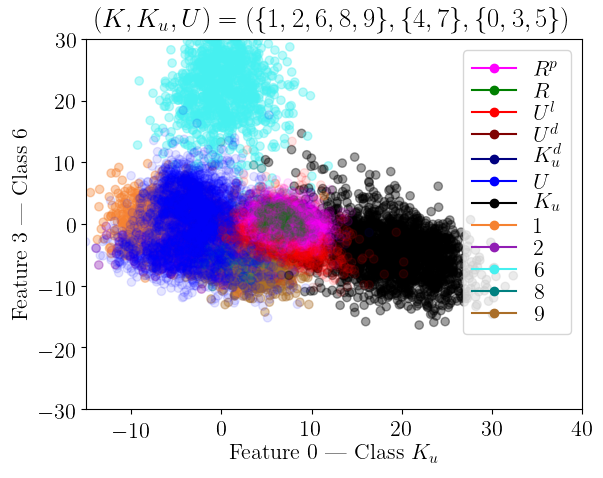 (K, K_u, U) = ({1, 2, 6, 8, 9}, {4, 7}, {0, 3, 5})
30
20
10
0
−10
−20
−30
Feature 3 — Class 6
−10
0
10
20
30
40
Feature 0 — Class K_u
R^p
R
U^l
U^d
K_u^d
U
K_u
1
2
6
8
9